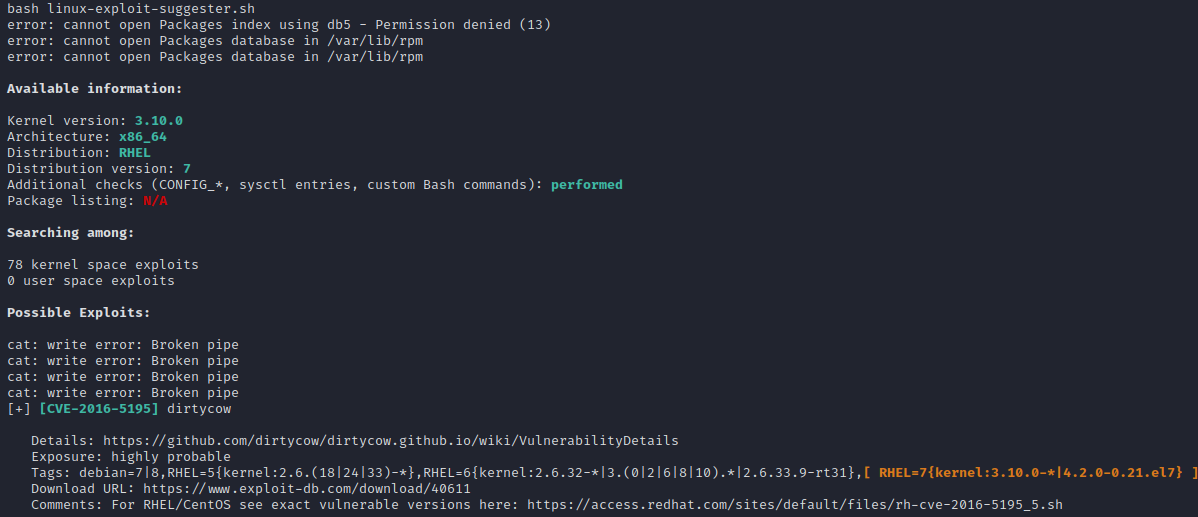 bash linux-exploit-suggester.sh
error: cannot open Packages index using db5 - Permission denied (13)
error: cannot open Packages database in /var/lib/rpm
error: cannot open Packages database in /var/lib/rpm
Available information:
Kernel version: 3.10.0
Architecture: x86_64
Distribution: RHEL
Distribution version: 7
Additional checks (CONFIG_*, sysctl entries, custom Bash commands): performed
Package listing: N/A
Searching among:
78 kernel space exploits
0 user space exploits
Possible Exploits:
cat: write error: Broken pipe
cat: write error: Broken pipe
cat: write error: Broken pipe
cat: write error: Broken pipe
[+] [CVE-2016-5195] dirtycow
Details: https://github.com/dirtycow/dirtycow.github.io/wiki/VulnerabilityDetails
Exposure: highly probable
Tags: debian=7|8,RHEL=5{kernel:2.6.(18|24|33)-*},RHEL=6{kernel:2.6.32-*|3.(0|2|6|8|10).*|2.6.33.9-rt31},[ RHEL=7{kernel:3.10.0-*|4.2.0-0.21.el7} ]
Download URL: https://www.exploit-db.com/download/40611
Comments: For RHEL/CentOS see exact vulnerable versions here: https://access.redhat.com/sites/default/files/rh-cve-2016-5195_5.sh